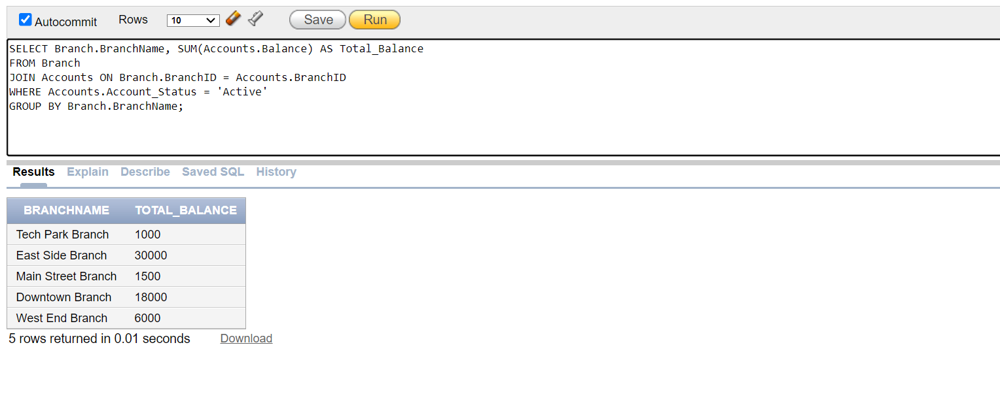 Autocommit Rows 10 Save Run
SELECT Branch.BranchName, SUM(Accounts.Balance) AS Total_Balance
FROM Branch
JOIN Accounts ON Branch.BranchID = Accounts.BranchID
WHERE Accounts.Account_Status = 'Active'
GROUP BY Branch.BranchName;
Results Explain Describe Saved SQL History
BRANCHNAME TOTAL_BALANCE
Tech Park Branch 1000
East Side Branch 30000
Main Street Branch 1500
Downtown Branch 18000
West End Branch 6000
5 rows returned in 0.01 seconds Download